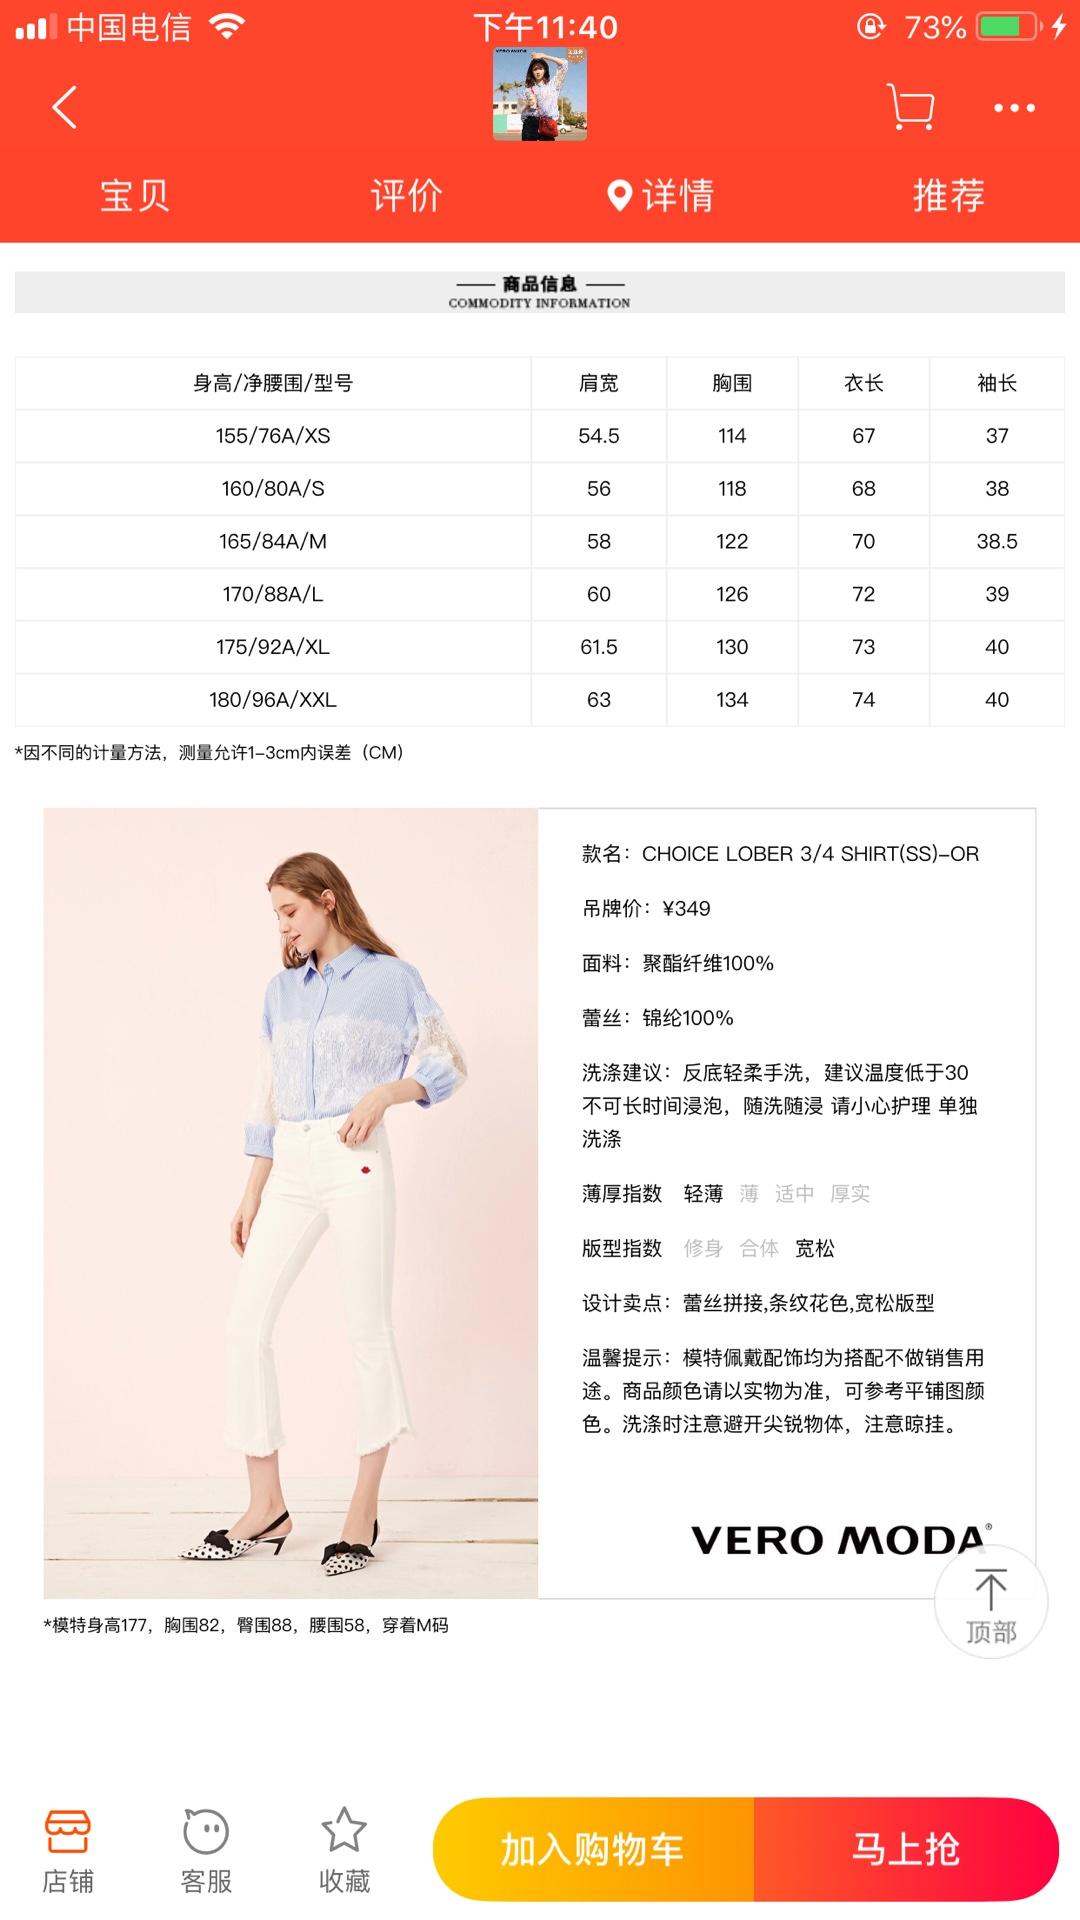 中国电信
下午11:40
73%
VERO MODA
宝贝
评价
详情
推荐
商品信息
COMMODITY INFORMATION
身高/净腰围/型号 肩宽 胸围 衣长 袖长
155/76A/XS 54.5 114 67 37
160/80A/S 56 118 68 38
165/84A/M 58 122 70 38.5
170/88A/L 60 126 72 39
175/92A/XL 61.5 130 73 40
180/96A/XXL 63 134 74 40
*因不同的计量方法，测量允许1-3cm内误差（CM）
款名：CHOICE LOBER 3/4 SHIRT(SS)-OR
吊牌价：¥349
面料：聚酯纤维100%
蕾丝：锦纶100%
洗涤建议：反底轻柔手洗，建议温度低于30
不可长时间浸泡，随洗随浸 请小心护理 单独
洗涤
薄厚指数 轻薄 薄 适中 厚实
版型指数 修身 合体 宽松
设计卖点：蕾丝拼接,条纹花色,宽松版型
温馨提示：模特佩戴配饰均为搭配不做销售用
途。商品颜色请以实物为准，可参考平铺图颜
色。洗涤时注意避开尖锐物体，注意晾挂。
VERO MODA®
顶部
*模特身高177，胸围82，臀围88，腰围58，穿着M码
店铺
客服
收藏
加入购物车
马上抢